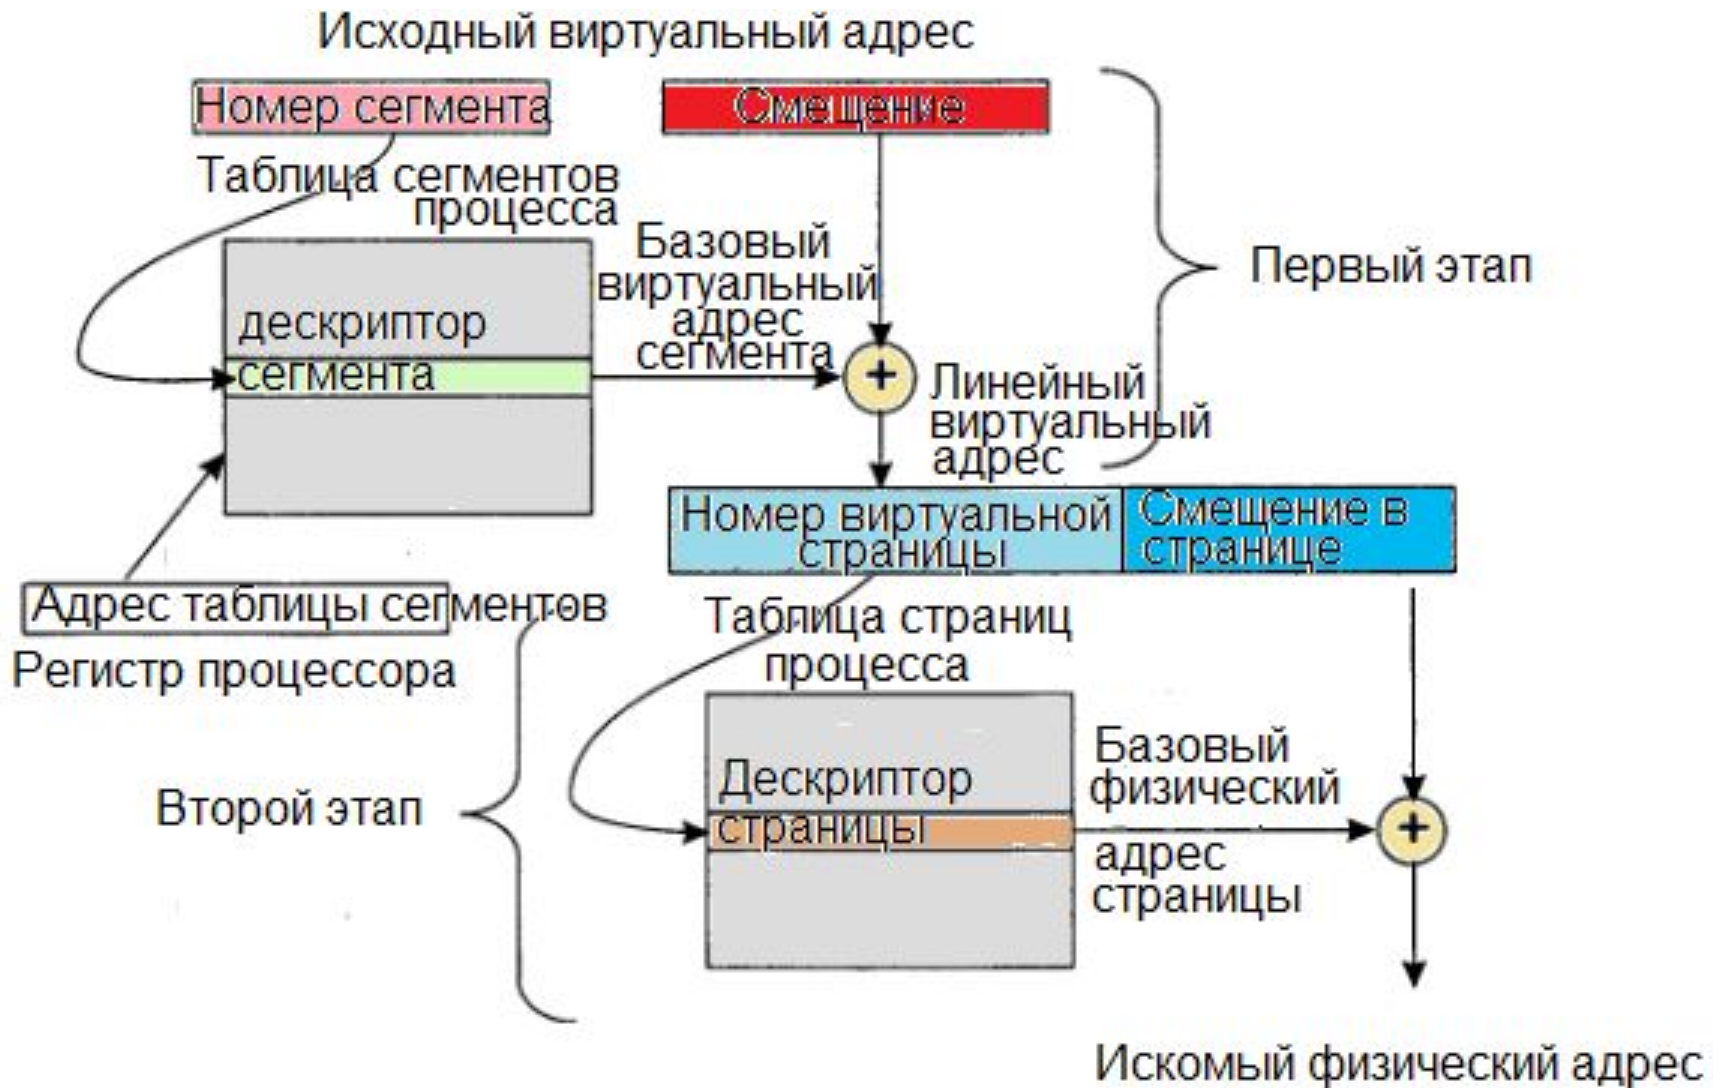 Исходный виртуальный адрес
Номер сегмента
Смещение
Таблица сегментов
процесса
Базовый
виртуальный
адрес
сегмента
Первый этап
дескриптор
сегмента
+
Линейный
виртуальный
адрес
Номер виртуальной
страницы
Смещение в
странице
Адрес таблицы сегментов
Регистр процессора
Таблица страниц
процесса
Второй этап
Дескриптор
страницы
Базовый
физический
адрес
страницы
+
Искомый физический адрес